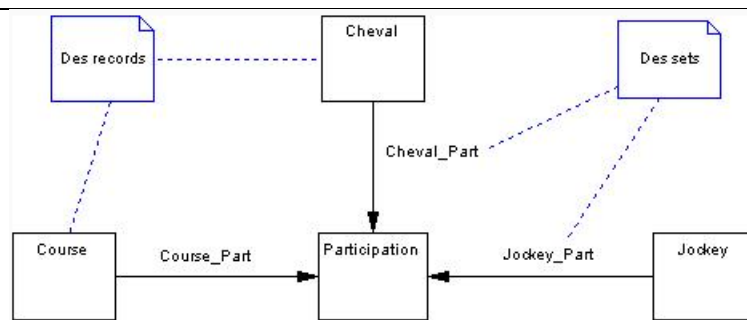 Des records
Cheval
Des sets
Cheval_Part
Course
Course_Part
Participation
Jockey_Part
Jockey